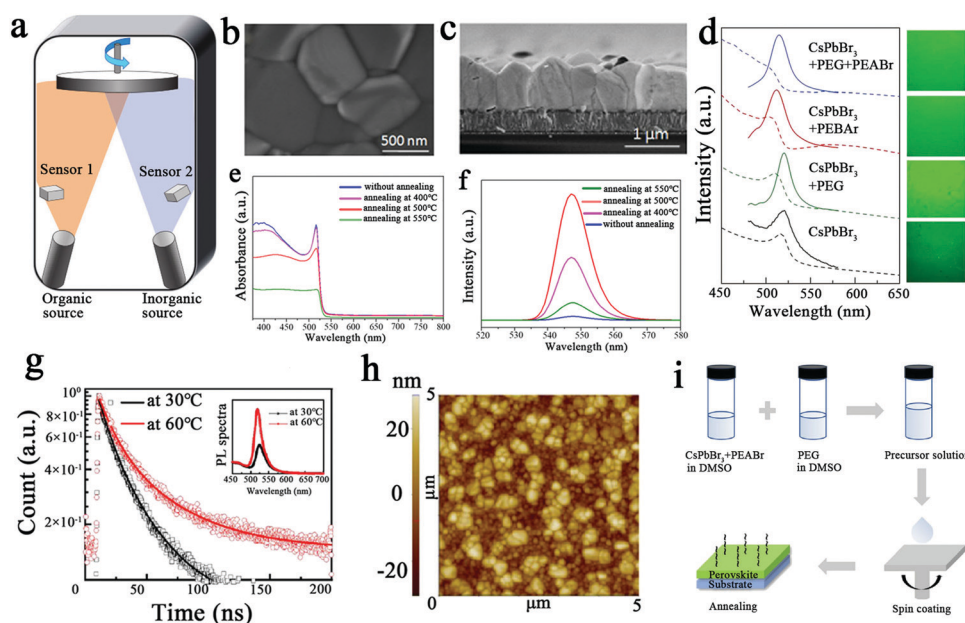 a
Sensor 1
Sensor 2
Organic
source
Inorganic
source
b
500 nm
c
1 μm
d
Intensity (a.u.)
CsPbBr3
+PEG+PEABr
CsPbBr3
+PEBAr
CsPbBr3
+PEG
CsPbBr3
450 500 550 600 650
Wavelength (nm)
e
Absorbance (a.u.)
without annealing
annealing at 400℃
annealing at 500℃
annealing at 550℃
400 450 500 550 600 650 700 750 800
Wavelength (nm)
f
Intensity (a.u.)
annealing at 550℃
annealing at 500℃
annealing at 400℃
without annealing
520 530 540 550 560 570 580
Wavelength (nm)
g
Count (a.u.)
10^0
8×10^-1
6×10^-1
4×10^-1
2×10^-1
at 30℃
at 60℃
PL spectra
at 30℃
at 60℃
450 500 550 600 650 700
Wavelength (nm)
0 50 100 150 200
Time (ns)
h
nm
20
0
-20
5
μm
0
μm
5
i
CsPbBr3+PEABr
in DMSO
PEG
in DMSO
Precursor solution
Perovskite
Substrate
Annealing
Spin coating